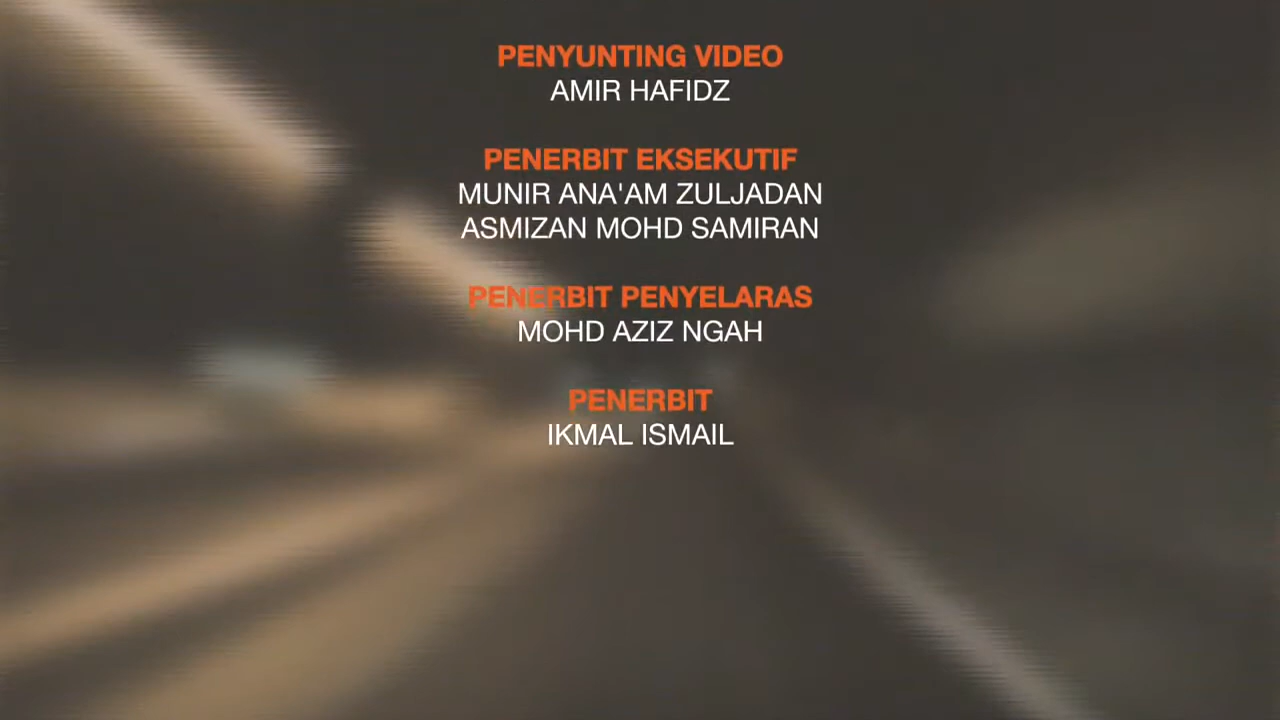 PENYUNTING VIDEO
AMIR HAFIDZ
PENERBIT EKSEKUTIF
MUNIR ANA'AM ZULJADAN
ASMIZAN MOHD SAMIRAN
PENERBIT PENYELARAS
MOHD AZIZ NGAH
PENERBIT
IKMAL ISMAIL